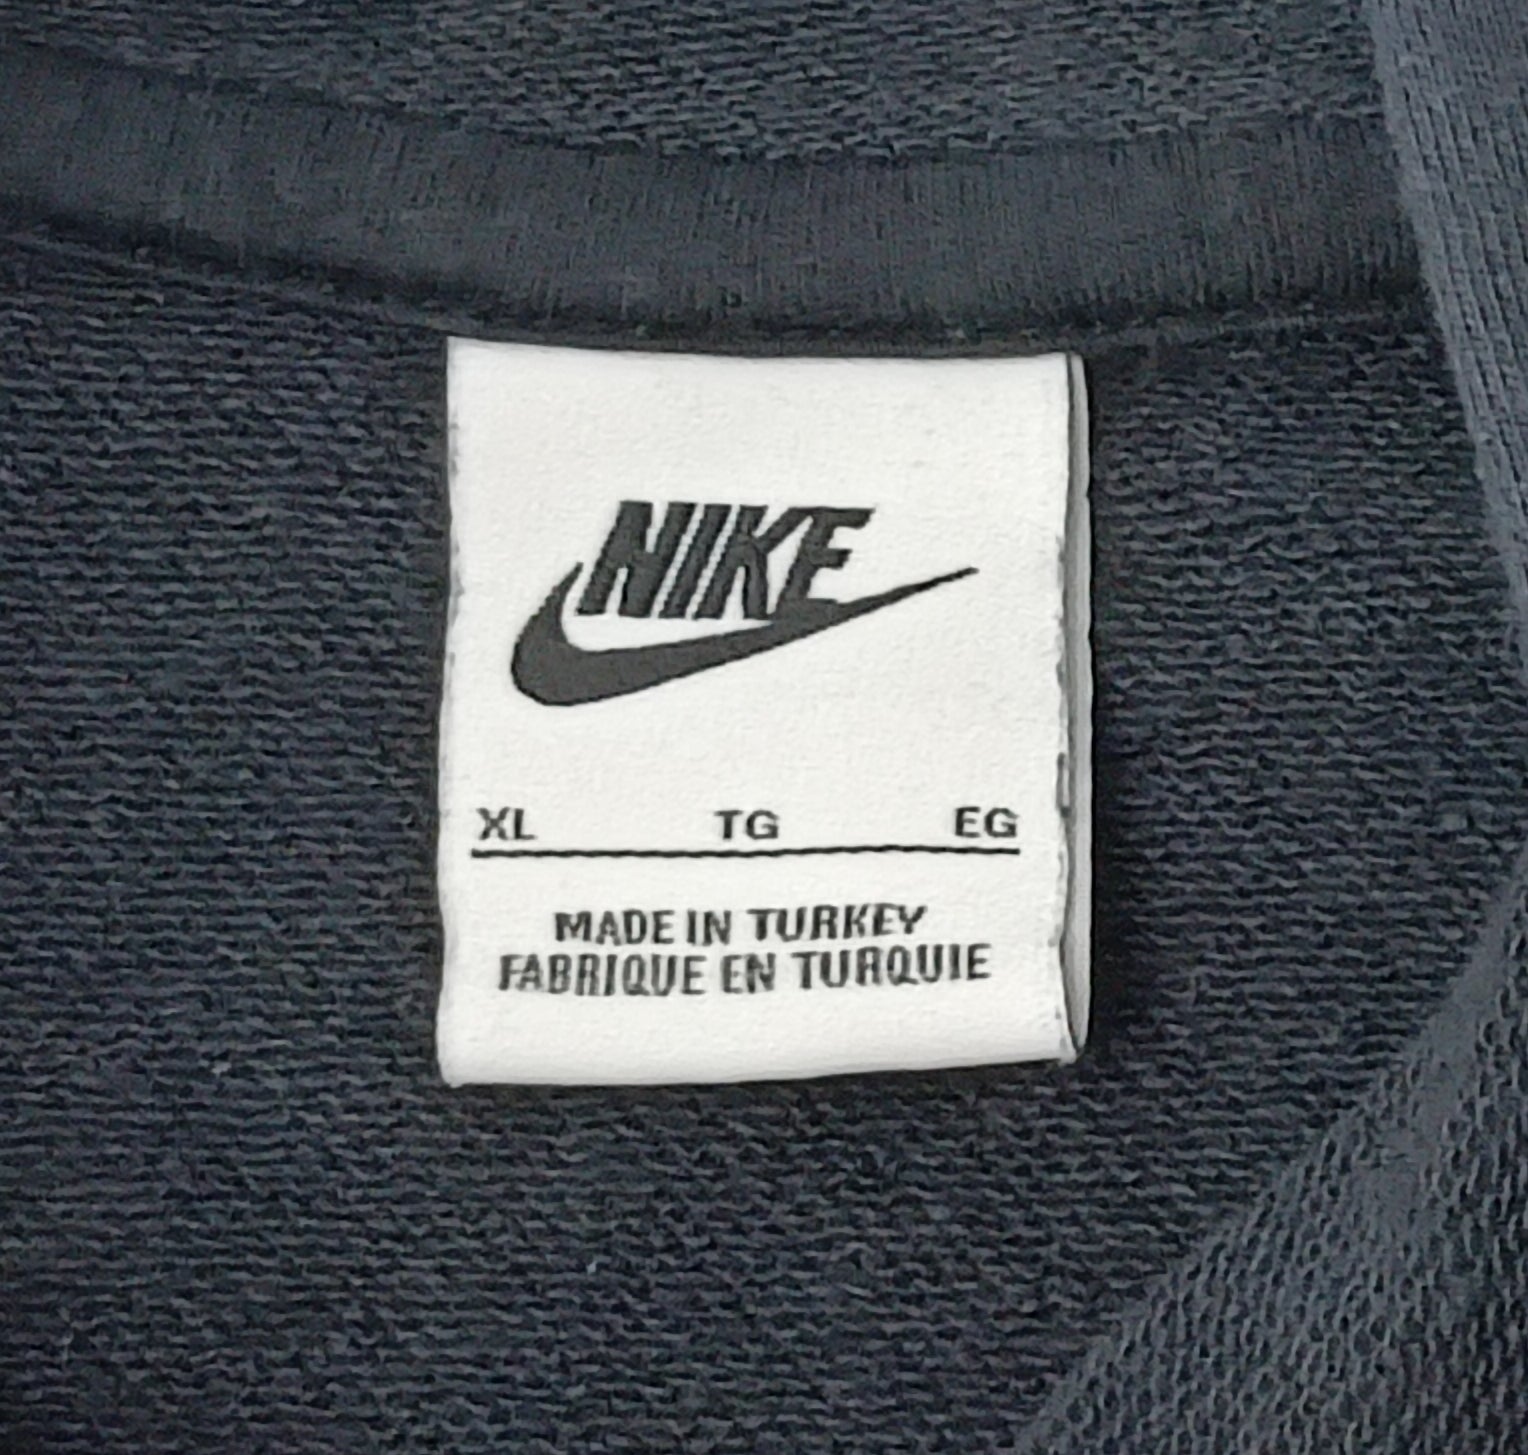 NIKE
XL TG EG
MADE IN TURKEY
FABRIQUE EN TURQUIE